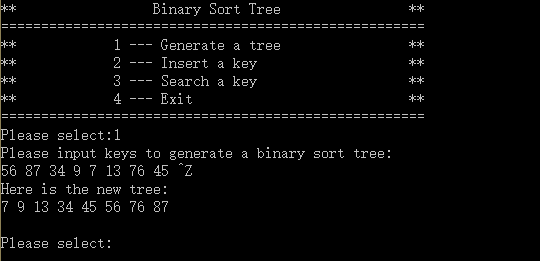 ** Binary Sort Tree **
====================================================
** 1 --- Generate a tree **
** 2 --- Insert a key **
** 3 --- Search a key **
** 4 --- Exit **
====================================================
Please select:1
Please input keys to generate a binary sort tree:
56 87 34 9 7 13 76 45 ^Z
Here is the new tree:
7 9 13 34 45 56 76 87
Please select: